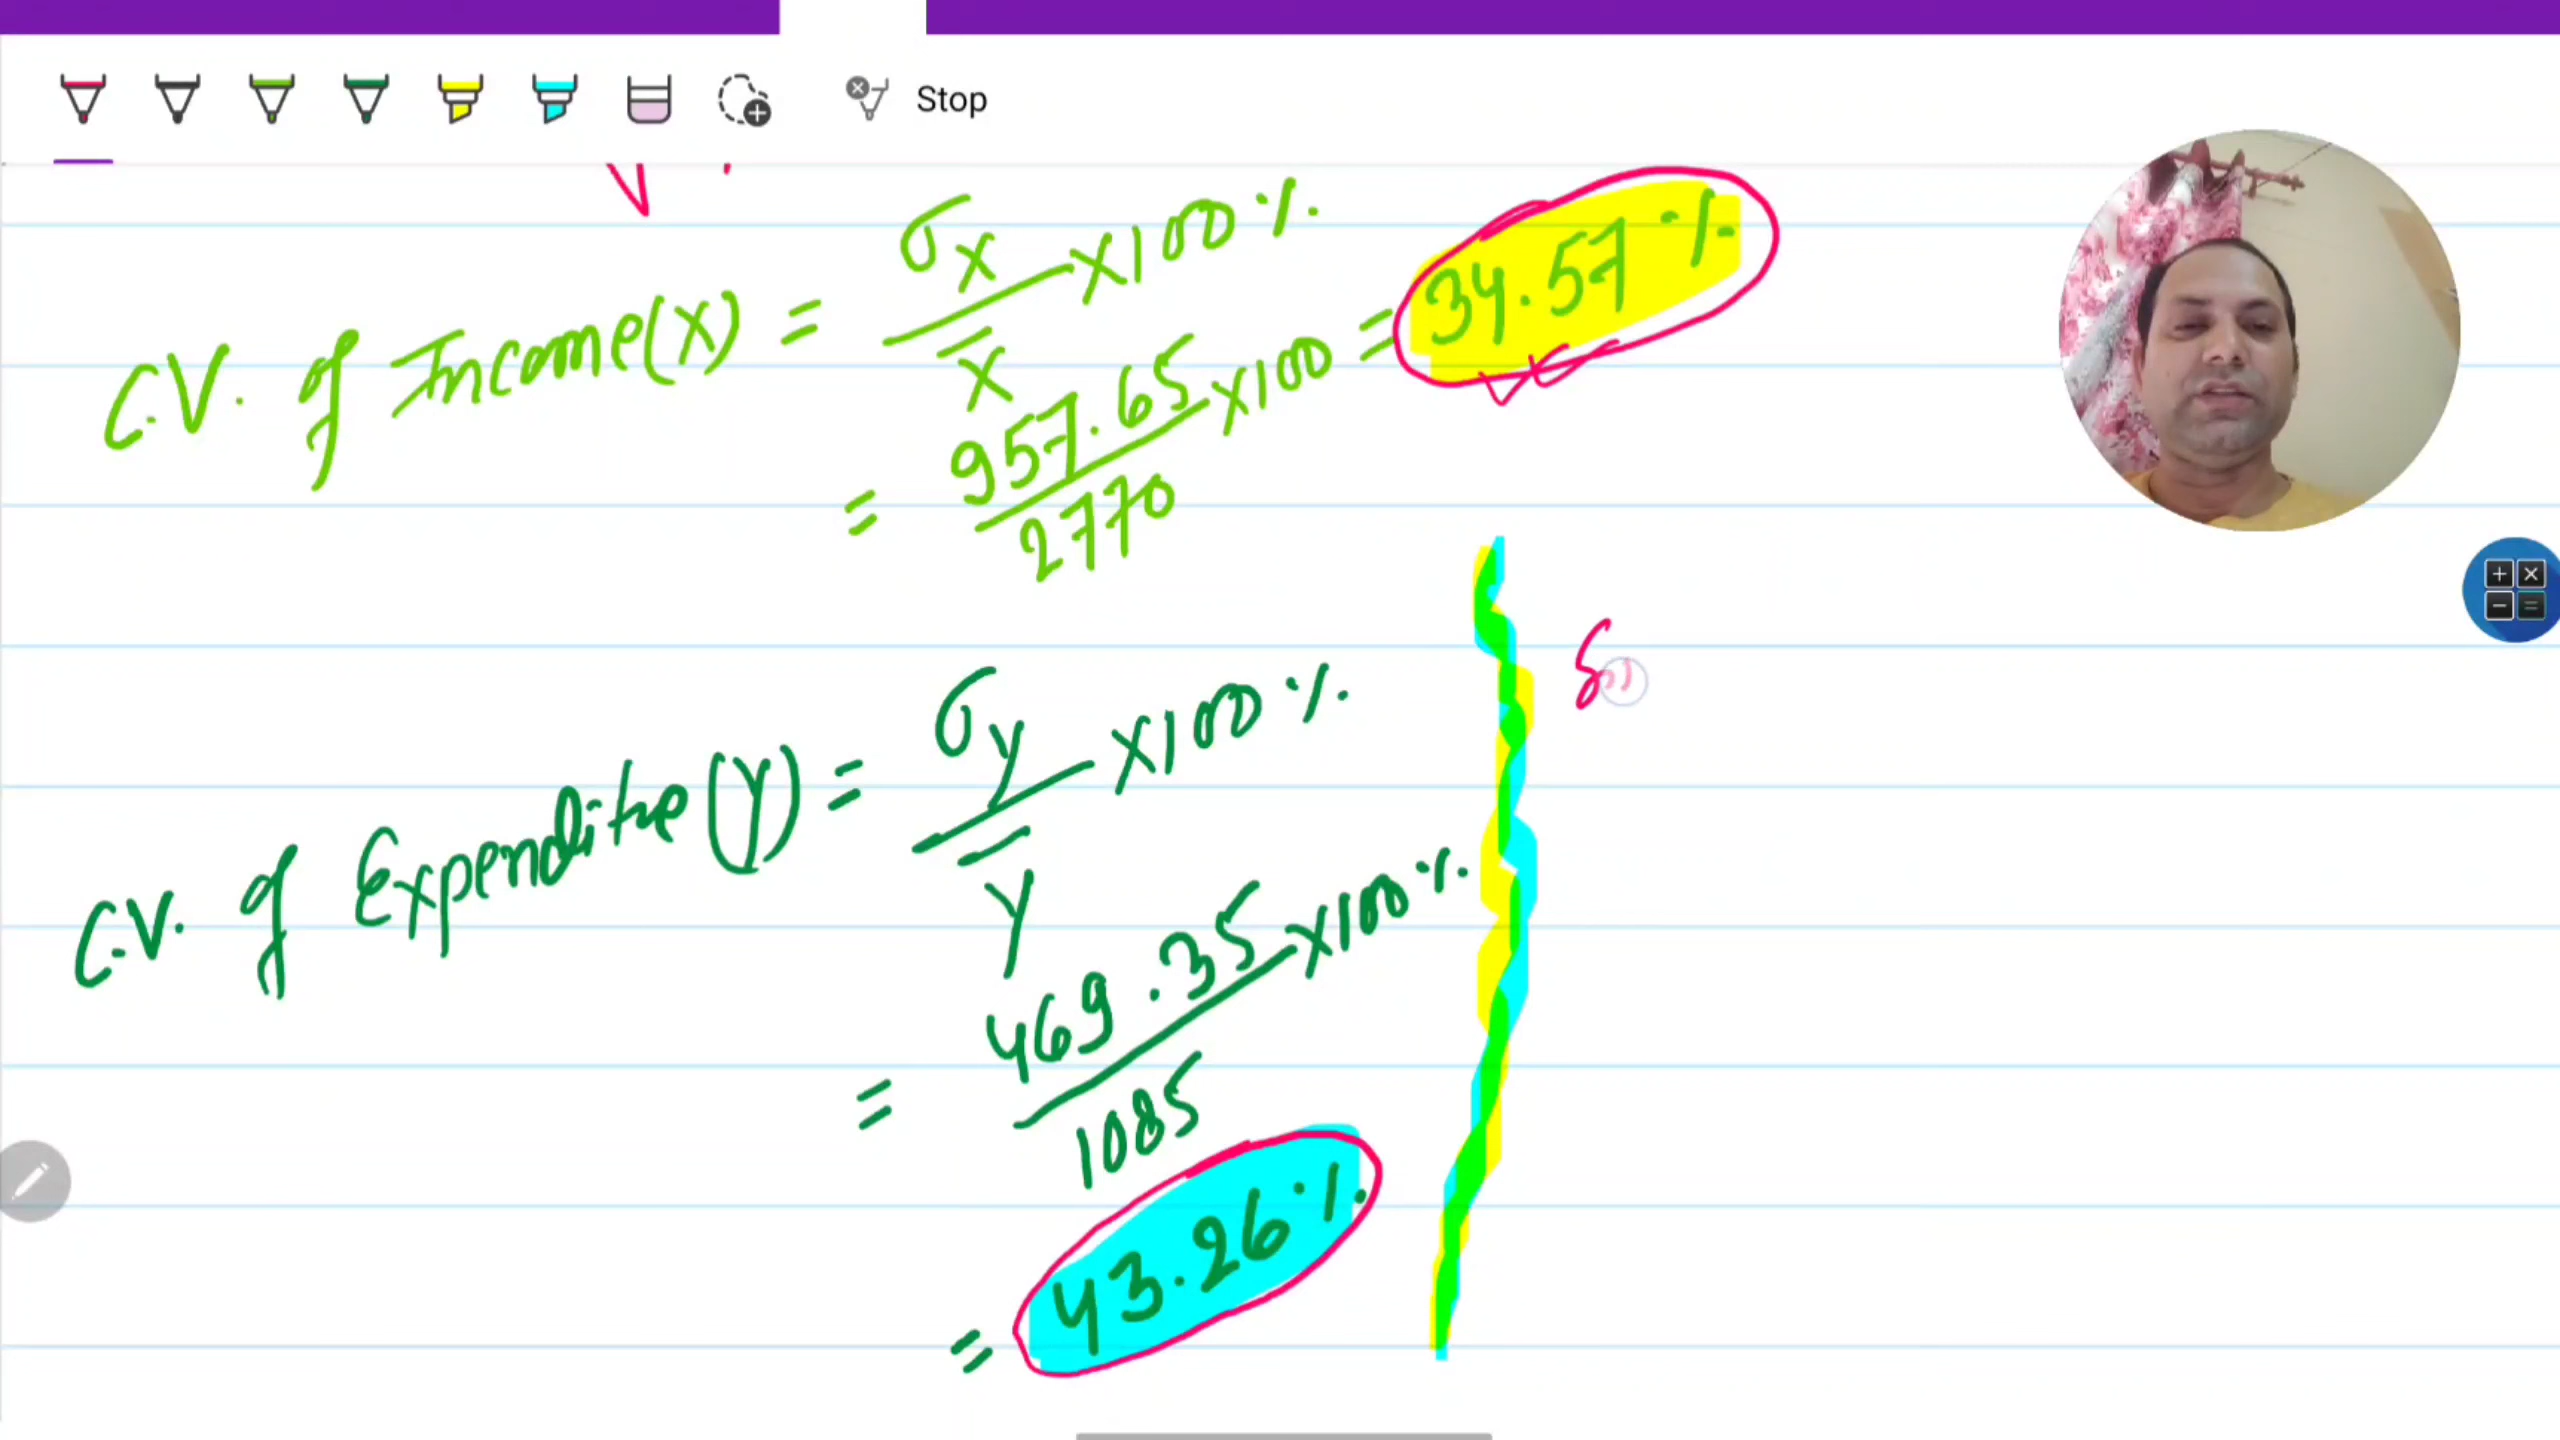 Stop
C.V. of Income(X) = σx/x̄ ×100 %
= 957.65/2770 ×100 = 34.57 %
C.V. of Expenditure(Y) = σy/ȳ ×100 %
= 469.35/1085 ×100 %
= 43.26 %